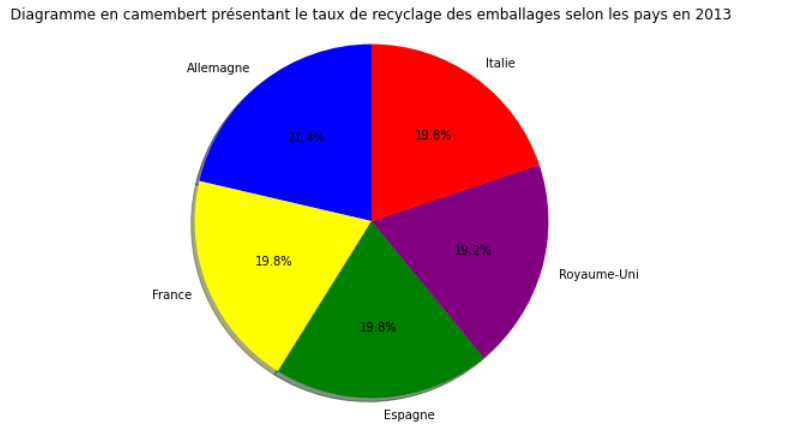 Diagramme en camembert présentant le taux de recyclage des emballages selon les pays en 2013
Allemagne
Italie
21.4%
19.8%
19.2%
Royaume-Uni
19.8%
France
19.8%
Espagne